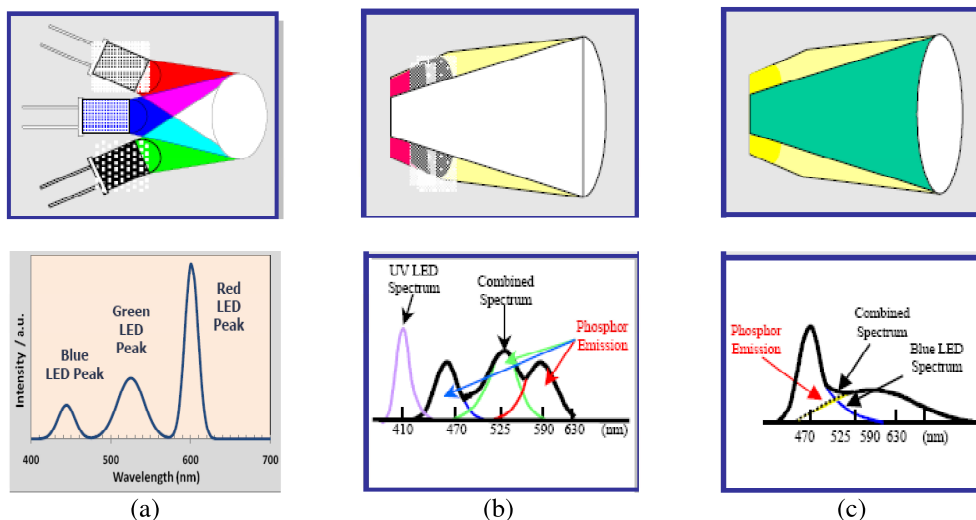 Intensity / a.u.
Blue
LED Peak
Green
LED
Peak
Red
LED
Peak
400
500
600
700
Wavelength (nm)
UV LED
Spectrum
Combined
Spectrum
Phosphor
Emission
410
470
525
590
630
(nm)
Phosphor
Emission
Combined
Spectrum
Blue LED
Spectrum
470
525
590
630
(nm)
(a)
(b)
(c)